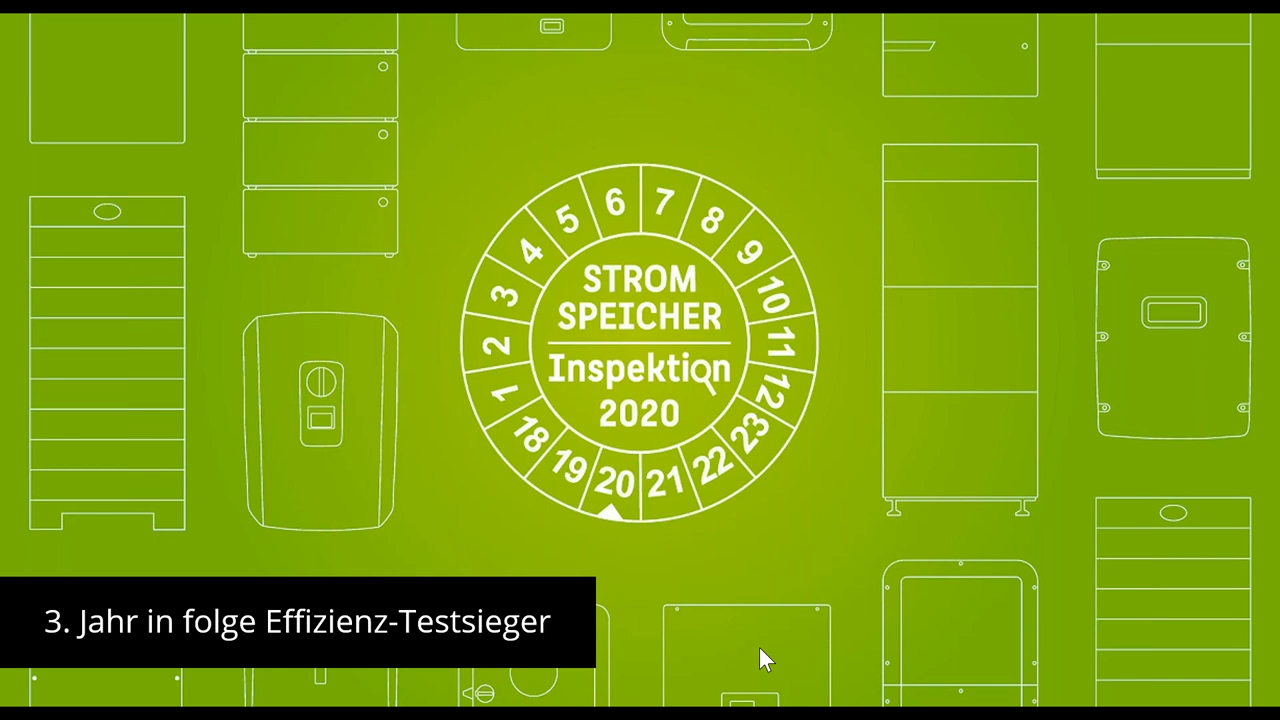 6 7
5 8
4 9
3 10
2 11
1 12
STROM
SPEICHER
Inspektion
2020
18 23
19 22
20 21
3. Jahr in folge Effizienz-Testsieger